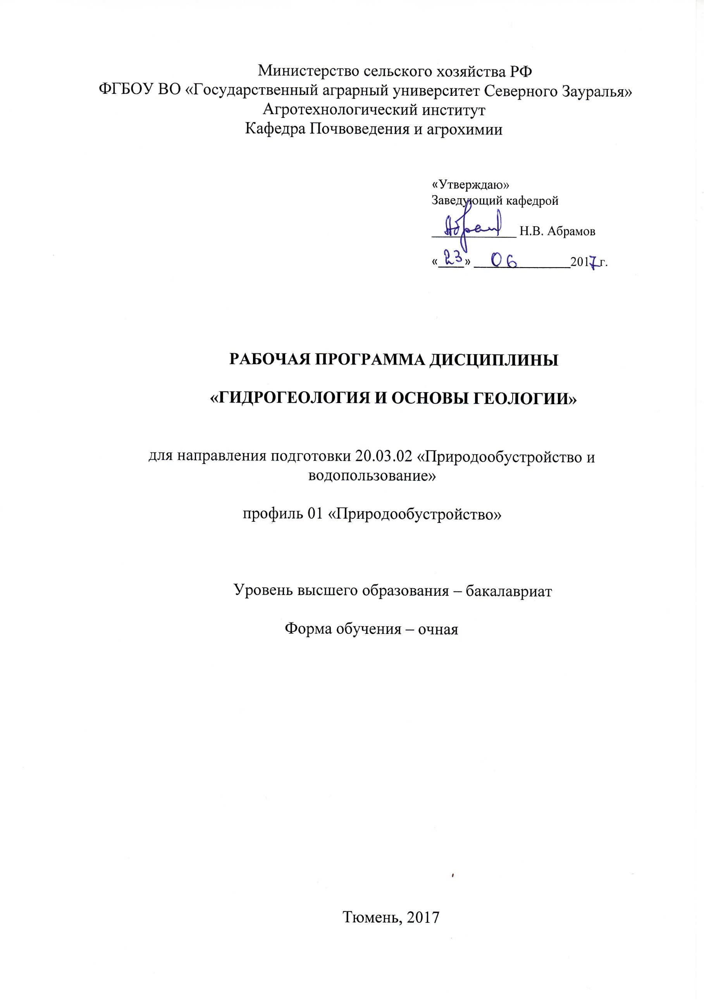 Министерство сельского хозяйства РФ
ФГБОУ ВО «Государственный аграрный университет Северного Зауралья»
Агротехнологический институт
Кафедра Почвоведения и агрохимии
«Утверждаю»
Заведующий кафедрой
Абрам Н.В. Абрамов
«23» 06 2017 г.
РАБОЧАЯ ПРОГРАММА ДИСЦИПЛИНЫ
«ГИДРОГЕОЛОГИЯ И ОСНОВЫ ГЕОЛОГИИ»
для направления подготовки 20.03.02 «Природообустройство и
водопользование»
профиль 01 «Природообустройство»
Уровень высшего образования – бакалавриат
Форма обучения – очная
Тюмень, 2017